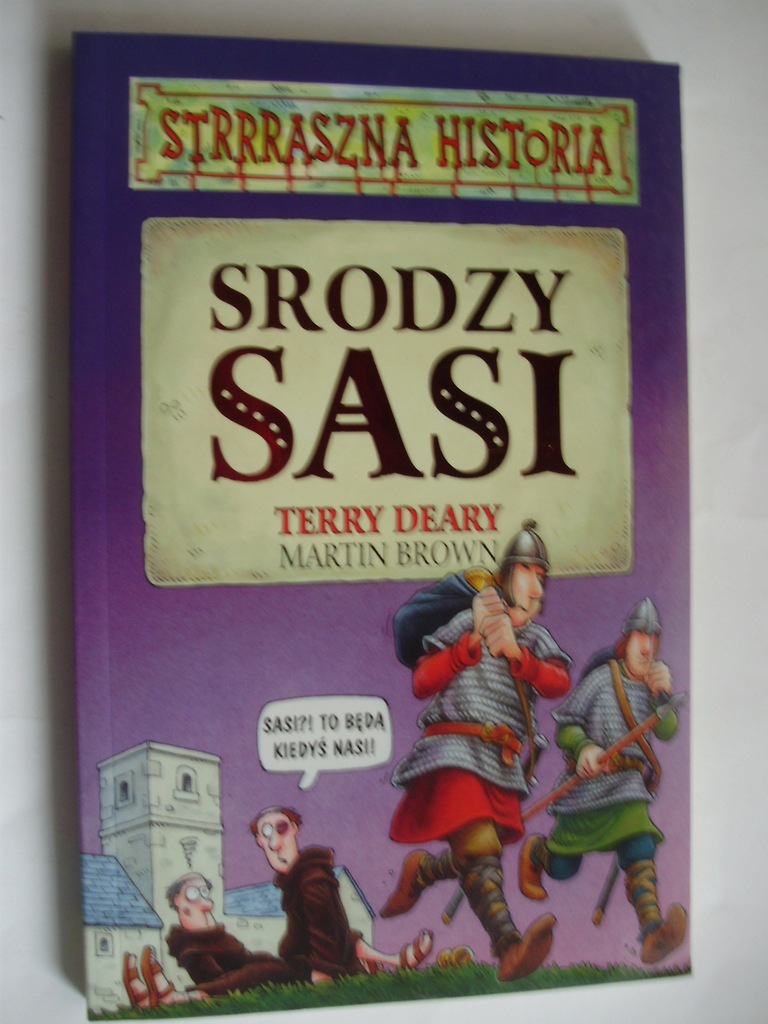 STRRRASZNA HISTORIA
SRODZY
SASI
TERRY DEARY
MARTIN BROWN
SASI?! TO BĘDĄ
KIEDYŚ NASI!